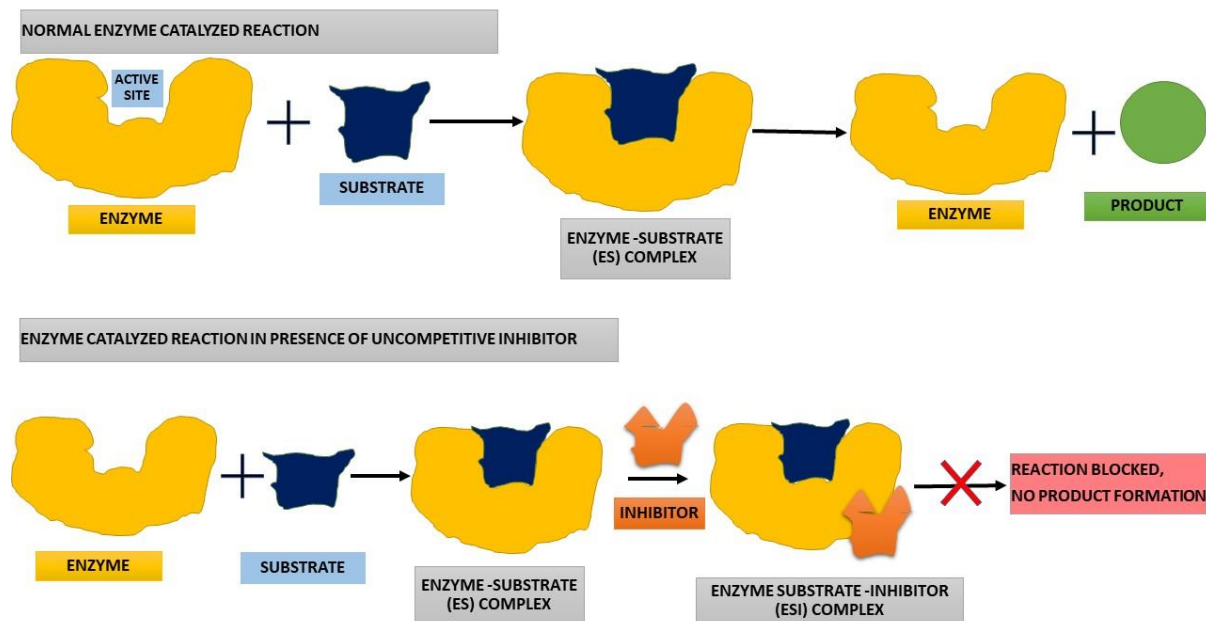 NORMAL ENZYME CATALYZED REACTION
ACTIVE
SITE
SUBSTRATE
ENZYME
ENZYME -SUBSTRATE
(ES) COMPLEX
ENZYME
PRODUCT
ENZYME CATALYZED REACTION IN PRESENCE OF UNCOMPETITIVE INHIBITOR
INHIBITOR
REACTION BLOCKED,
NO PRODUCT FORMATION
ENZYME
SUBSTRATE
ENZYME -SUBSTRATE
(ES) COMPLEX
ENZYME SUBSTRATE -INHIBITOR
(ESI) COMPLEX